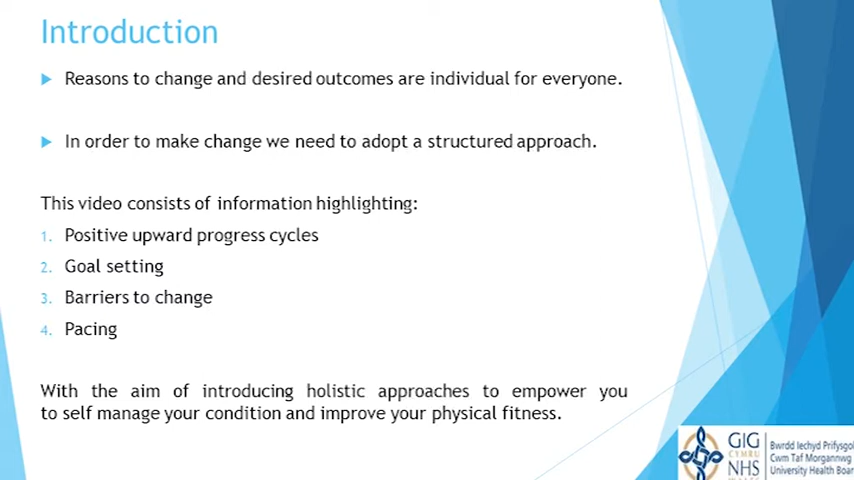 Introduction
Reasons to change and desired outcomes are individual for everyone.
In order to make change we need to adopt a structured approach.
This video consists of information highlighting:
1. Positive upward progress cycles
2. Goal setting
3. Barriers to change
4. Pacing
With the aim of introducing holistic approaches to empower you
to self manage your condition and improve your physical fitness.
GIG
CYMRU
NHS
Bwrdd Iechyd Prifysgol
Cwm Taf Morgannwg
University Health Boar